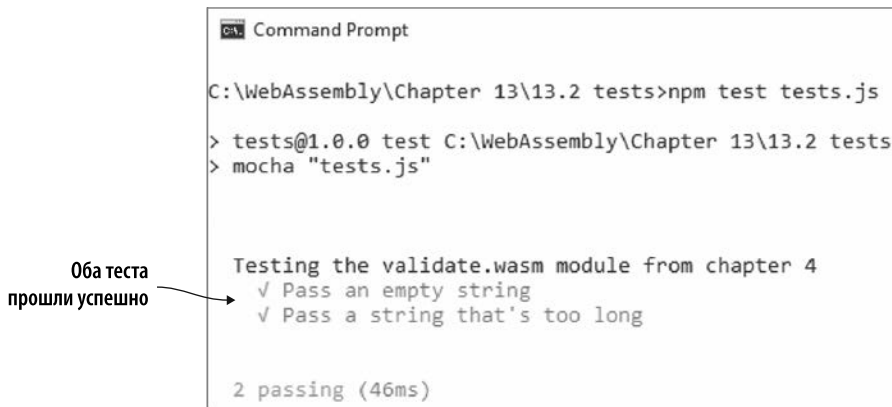 Command Prompt
C:\WebAssembly\Chapter 13\13.2 tests>npm test tests.js
> tests@1.0.0 test C:\WebAssembly\Chapter 13\13.2 tests
> mocha "tests.js"
Testing the validate.wasm module from chapter 4
√ Pass an empty string
√ Pass a string that's too long
Оба теста
прошли успешно
2 passing (46ms)